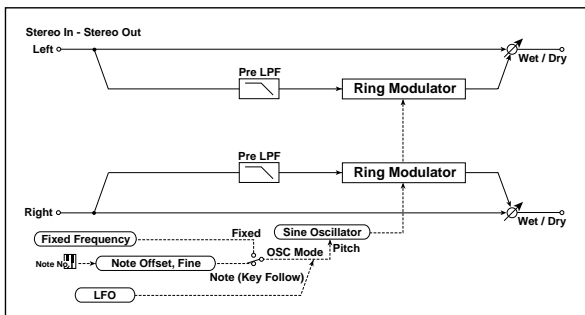 Stereo In - Stereo Out
Left
Wet / Dry
Pre LPF
Ring Modulator
Pre LPF
Ring Modulator
Right
Wet / Dry
Fixed Frequency
Fixed
Sine Oscillator
OSC Mode
Pitch
Note No.
Note Offset, Fine
Note (Key Follow)
LFO